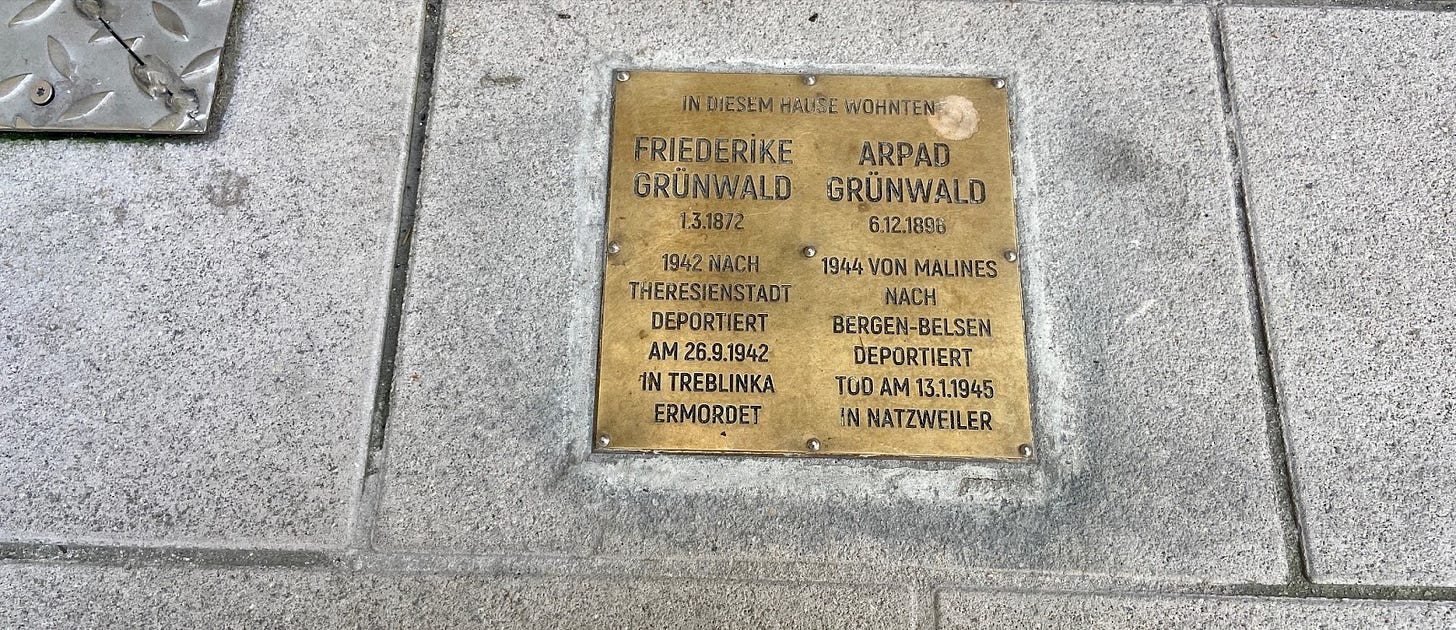 IN DIESEM HAUSE WOHNTEN
FRIEDERIKE
GRÜNWALD
1.3.1872
1942 NACH
THERESIENSTADT
DEPORTIERT
AM 26.9.1942
IN TREBLINKA
ERMORDET
ARPAD
GRÜNWALD
6.12.1898
1944 VON MALINES
NACH
BERGEN-BELSEN
DEPORTIERT
TOD AM 13.1.1945
IN NATZWEILER